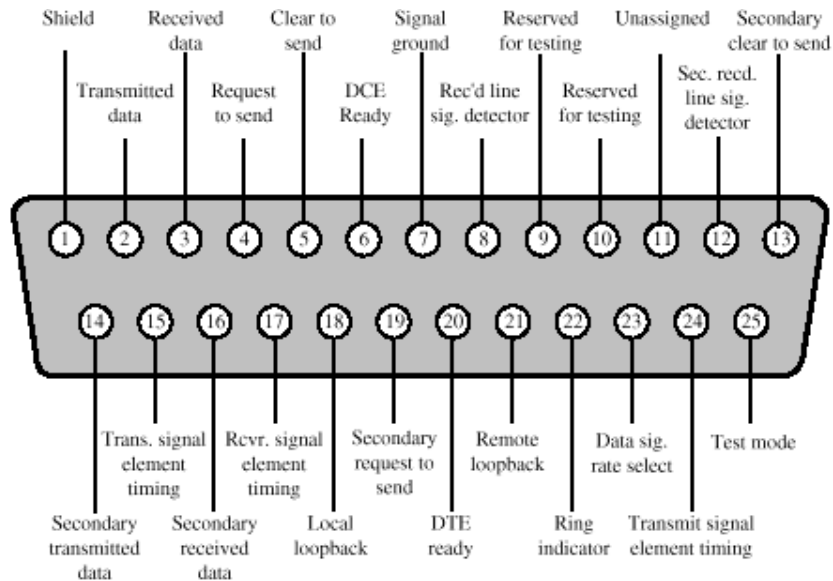 Shield
Received
data
Clear to
send
Signal
ground
Reserved
for testing
Unassigned
Secondary
clear to send
Transmitted
data
Request
to send
DCE
Ready
Rec'd line
sig. detector
Reserved
for testing
Sec. recd.
line sig.
detector
1 2 3 4 5 6 7 8 9 10 11 12 13
14 15 16 17 18 19 20 21 22 23 24 25
Trans. signal
element
timing
Rcvr. signal
element
timing
Secondary
request to
send
Remote
loopback
Data sig.
rate select
Test mode
Secondary
transmitted
data
Secondary
received
data
Local
loopback
DTE
ready
Ring
indicator
Transmit signal
element timing